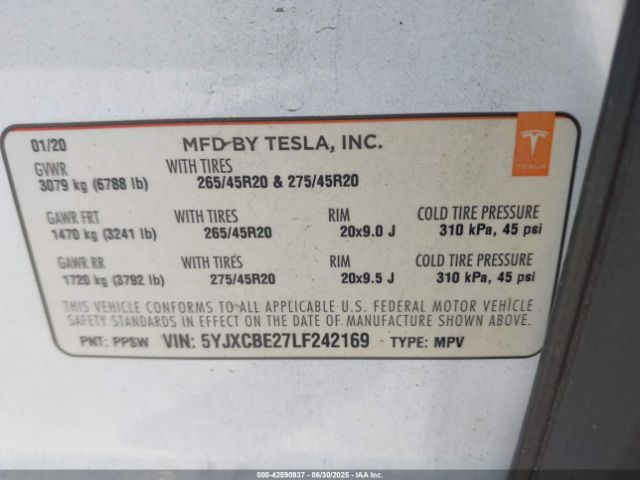 01/20 MFD BY TESLA, INC.
TESLA
GVWR WITH TIRES
3079 kg (6788 lb) 265/45R20 & 275/45R20
GAWR FRT WITH TIRES RIM COLD TIRE PRESSURE
1470 kg (3241 lb) 265/45R20 20x9.0 J 310 kPa, 45 psi
GAWR RR WITH TIRES RIM COLD TIRE PRESSURE
1720 kg (3792 lb) 275/45R20 20x9.5 J 310 kPa, 45 psi
THIS VEHICLE CONFORMS TO ALL APPLICABLE U.S. FEDERAL MOTOR VEHICLE
SAFETY STANDARDS IN EFFECT ON THE DATE OF MANUFACTURE SHOWN ABOVE.
PNT: PPSW VIN: 5YJXCBE27LF242169 TYPE: MPV
000-42590937 - 06/30/2025 - IAAI.COM